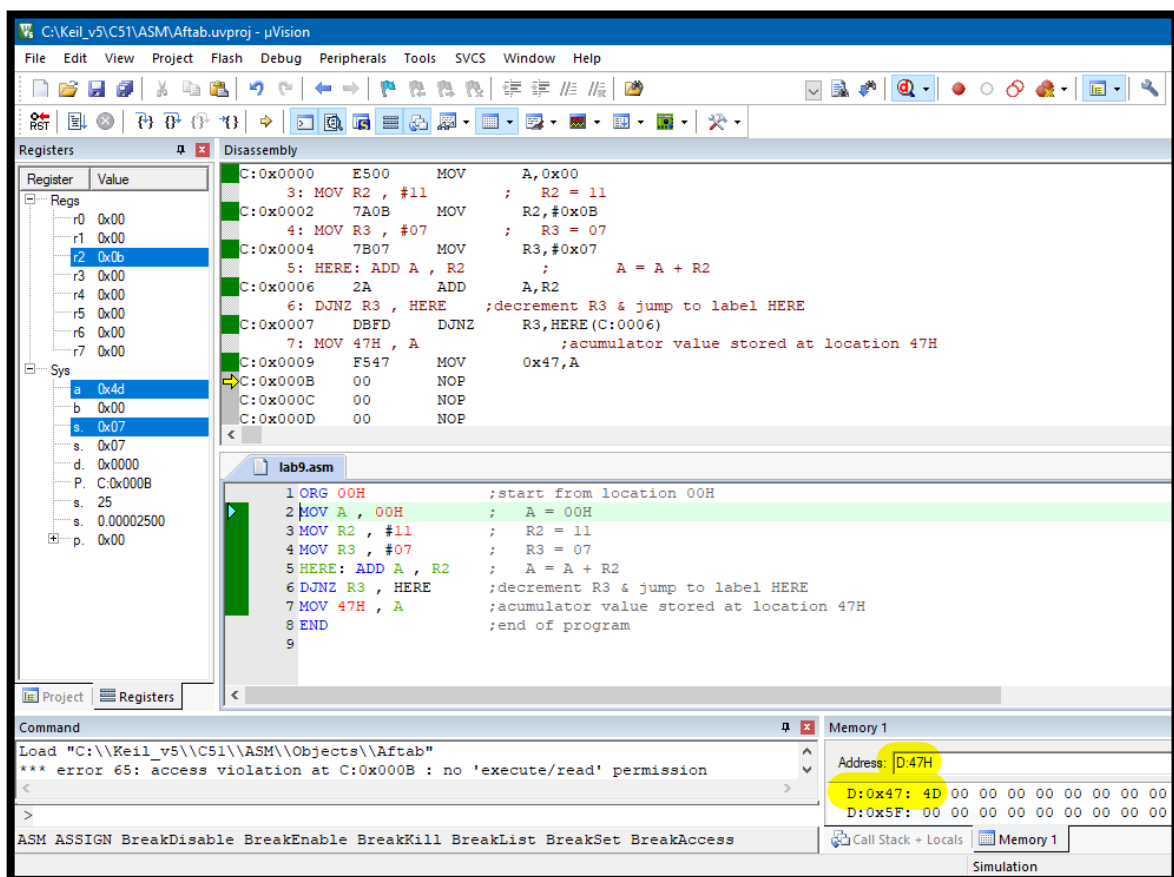 C:\Keil_v5\C51\ASM\Aftab.uvproj - µVision
File Edit View Project Flash Debug Peripherals Tools SVCS Window Help
RST
Registers
Register Value
Regs
r0 0x00
r1 0x00
r2 0x0b
r3 0x00
r4 0x00
r5 0x00
r6 0x00
r7 0x00
Sys
a 0x4d
b 0x00
s. 0x07
s. 0x07
d. 0x0000
P. C:0x000B
s. 25
s. 0.00002500
p. 0x00
Project Registers
Disassembly
C:0x0000 E500 MOV A,0x00
3: MOV R2 , #11 ; R2 = 11
C:0x0002 7A0B MOV R2,#0x0B
4: MOV R3 , #07 ; R3 = 07
C:0x0004 7B07 MOV R3,#0x07
5: HERE: ADD A , R2 ; A = A + R2
C:0x0006 2A ADD A,R2
6: DJNZ R3 , HERE ;decrement R3 & jump to label HERE
C:0x0007 DBFD DJNZ R3,HERE(C:0006)
7: MOV 47H , A ;acumulator value stored at location 47H
C:0x0009 F547 MOV 0x47,A
C:0x000B 00 NOP
C:0x000C 00 NOP
C:0x000D 00 NOP
lab9.asm
1 ORG 00H ;start from location 00H
2 MOV A , 00H ; A = 00H
3 MOV R2 , #11 ; R2 = 11
4 MOV R3 , #07 ; R3 = 07
5 HERE: ADD A , R2 ; A = A + R2
6 DJNZ R3 , HERE ;decrement R3 & jump to label HERE
7 MOV 47H , A ;acumulator value stored at location 47H
8 END ;end of program
9
Command
Load "C:\\Keil_v5\\C51\\ASM\\Objects\\Aftab"
*** error 65: access violation at C:0x000B : no 'execute/read' permission
>
ASM ASSIGN BreakDisable BreakEnable BreakKill BreakList BreakSet BreakAccess
Memory 1
Address: D:47H
D:0x47: 4D 00 00 00 00 00 00 00 00
D:0x5F: 00 00 00 00 00 00 00 00 00
Call Stack + Locals Memory 1
Simulation